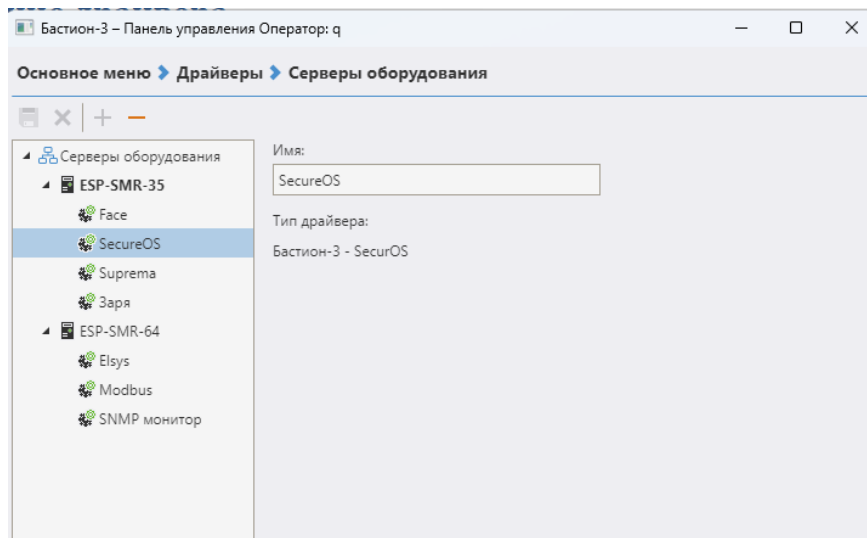 Бастион-3 – Панель управления Оператор: q
Основное меню Драйверы Серверы оборудования
Серверы оборудования
ESP-SMR-35
Face
SecureOS
Suprema
Заря
ESP-SMR-64
Elsys
Modbus
SNMP монитор
Имя:
SecureOS
Тип драйвера:
Бастион-3 - SecurOS